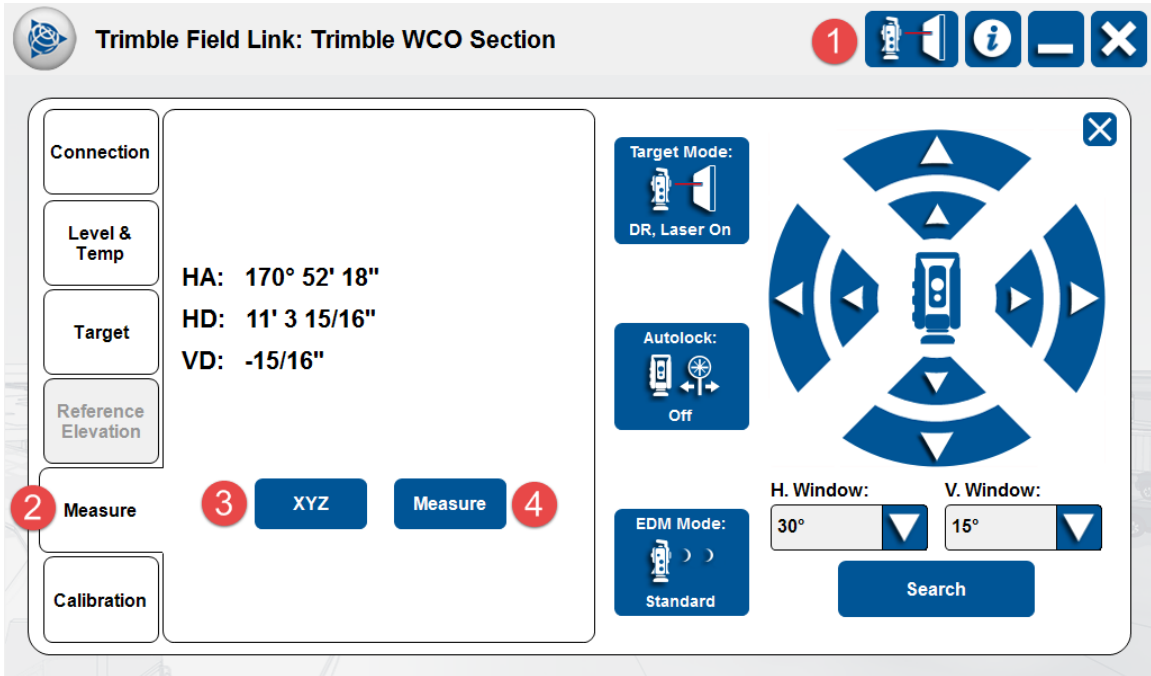 Trimble Field Link: Trimble WCO Section
1
Connection
Level &
Temp
Target
Reference
Elevation
2
Measure
Calibration
HA: 170° 52' 18"
HD: 11' 3 15/16"
VD: -15/16"
3
XYZ
Measure
4
Target Mode:
DR, Laser On
Autolock:
Off
EDM Mode:
Standard
H. Window:
V. Window:
30°
15°
Search